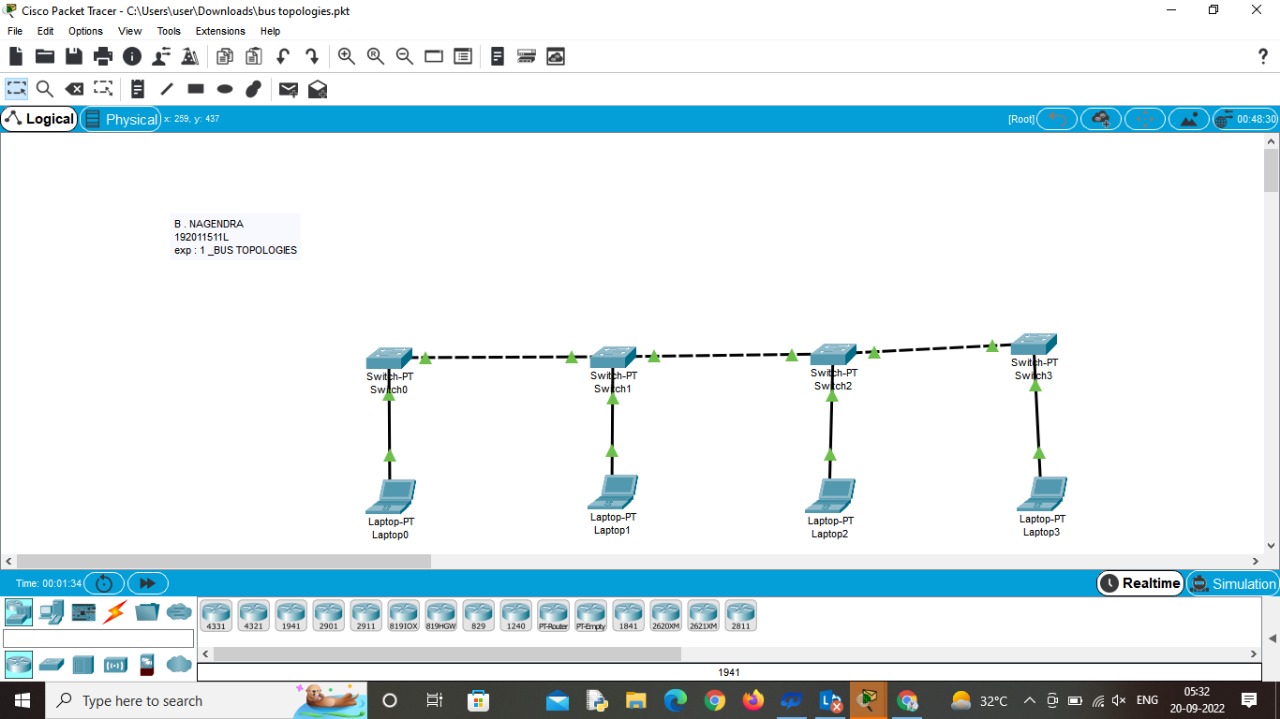 Cisco Packet Tracer - C:\Users\user\Downloads\bus topologies.pkt
File Edit Options View Tools Extensions Help
?
Logical Physical x: 259, y: 437 [Root] 00:48:30
B . NAGENDRA
192011511L
exp : 1 _BUS TOPOLOGIES
Switch-PT Switch-PT Switch-PT Switch-PT
Switch0 Switch1 Switch2 Switch3
Laptop-PT Laptop-PT Laptop-PT Laptop-PT
Laptop0 Laptop1 Laptop2 Laptop3
Time: 00:01:34 Realtime Simulation
4331 4321 1941 2901 2911 819IOX 819HGW 829 1240 PT-Router PT-Empty 1841 2620XM 2621XM 2811
1941
Type here to search 32°C ENG 05:32
20-09-2022